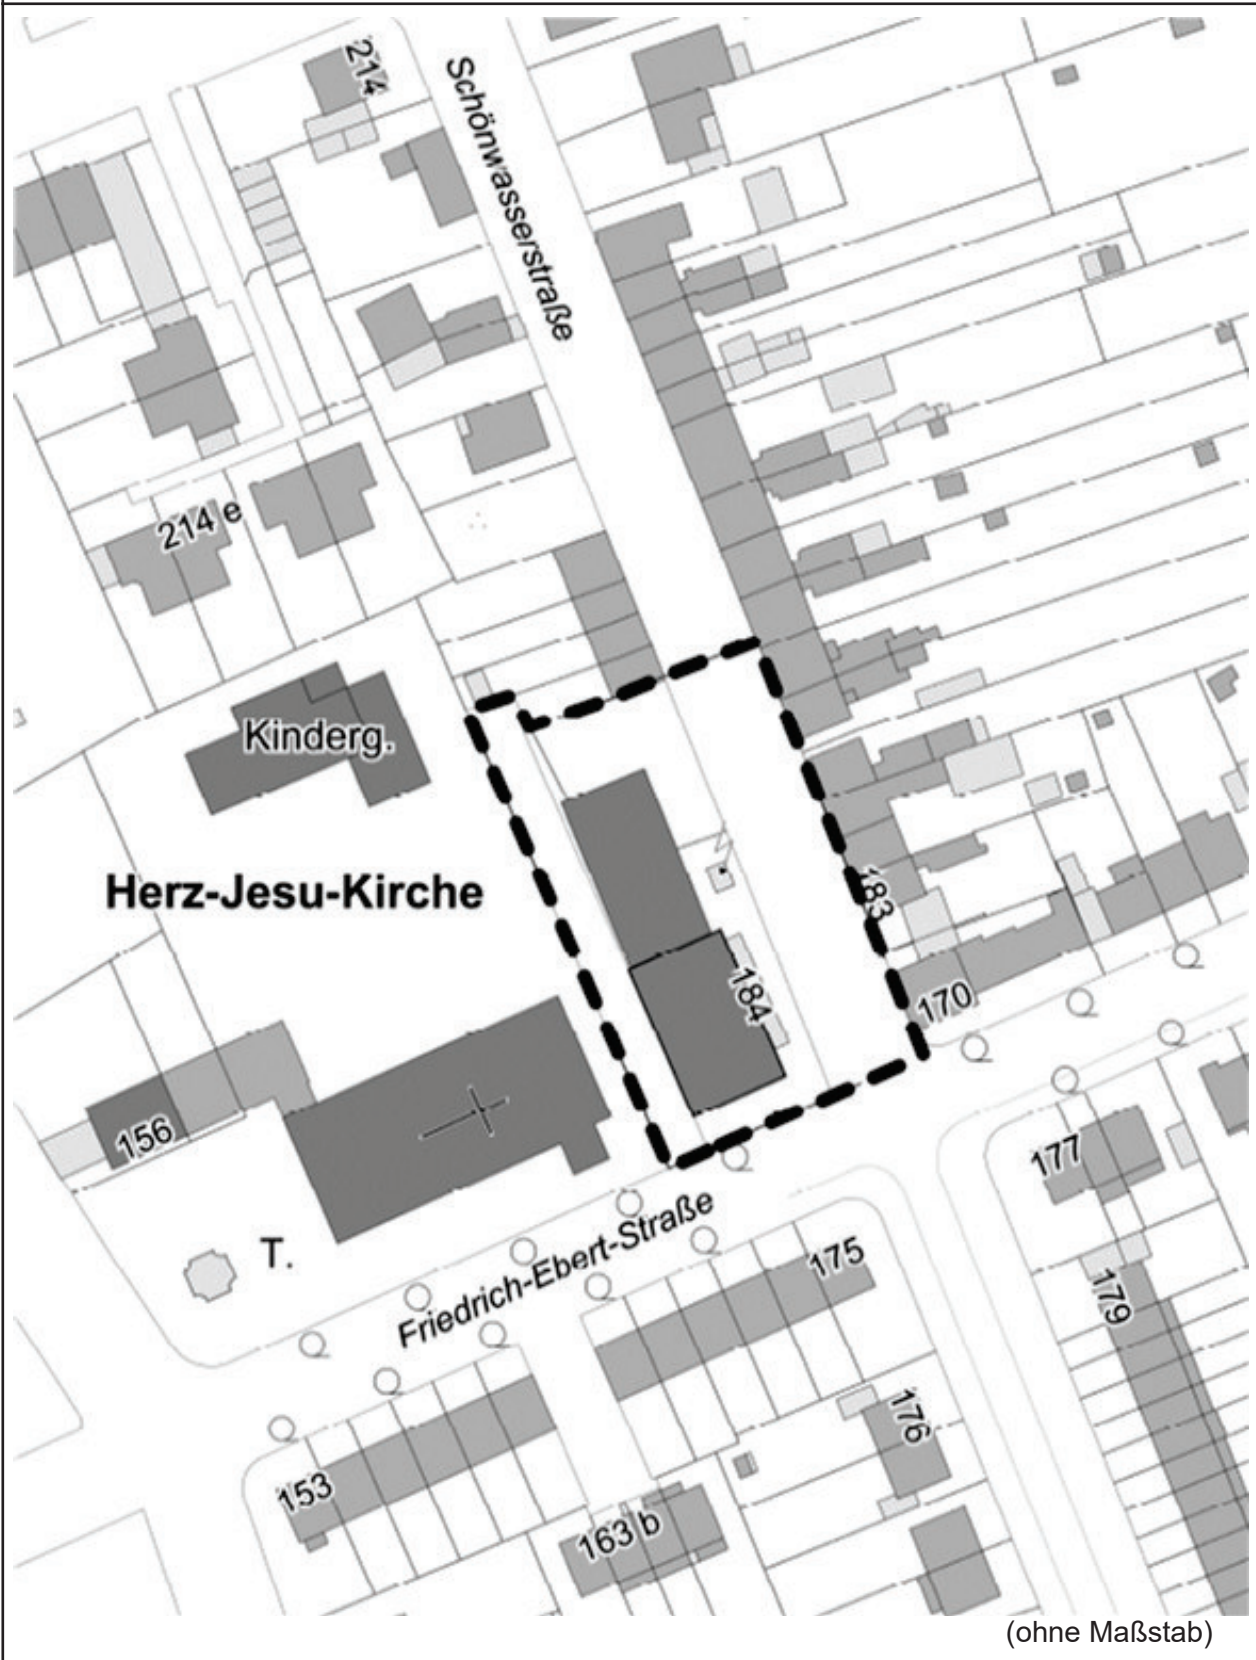 214
Schönwasserstraße
214 e
Kinderg.
Herz-Jesu-Kirche
183
184
170
156
177
T.
Friedrich-Ebert-Straße
175
179
176
153
163 b
(ohne Maßstab)